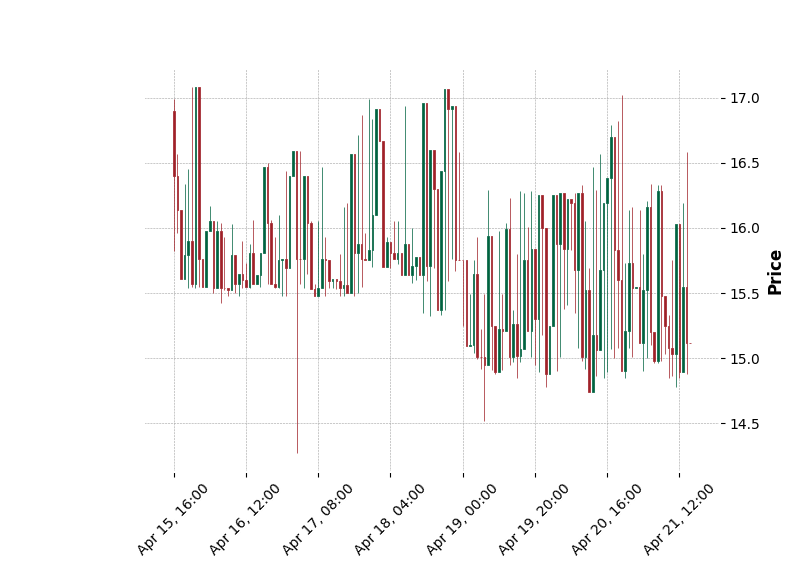 17.0
16.5
16.0
15.5
15.0
14.5
Price
Apr 15, 16:00
Apr 16, 12:00
Apr 17, 08:00
Apr 18, 04:00
Apr 19, 00:00
Apr 19, 20:00
Apr 20, 16:00
Apr 21, 12:00